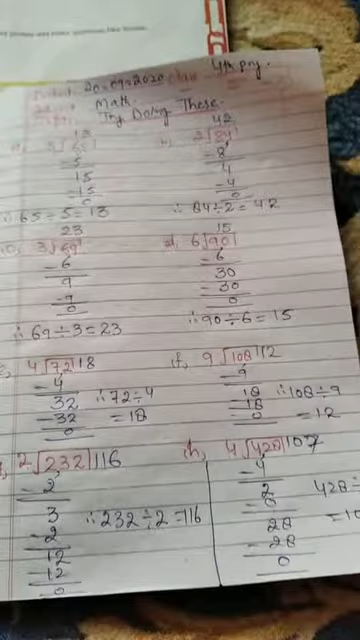 4th pry.
Date: 20-09-2020
Math
Try Doing These.
13 42
5√65 2√84
-5 -8
15 4
-15 -4
0 0
∴ 65÷5=13 ∴ 84÷2=42
23 15
3√69 d, 6√90
-6 -6
9 30
-9 -30
0 0
∴ 69÷3=23 ∴ 90÷6=15
e, 4√72|18 f, 9√108|12
-4 -9
32 ∴72÷4 18 ∴108÷9
-32 =18 -18 =12
0 0
2√232|116 h, 4√428|107
-2 -4
3 ∴232÷2=116 2 428÷
-2 -0 =10
12 28
-12 -28
0 0